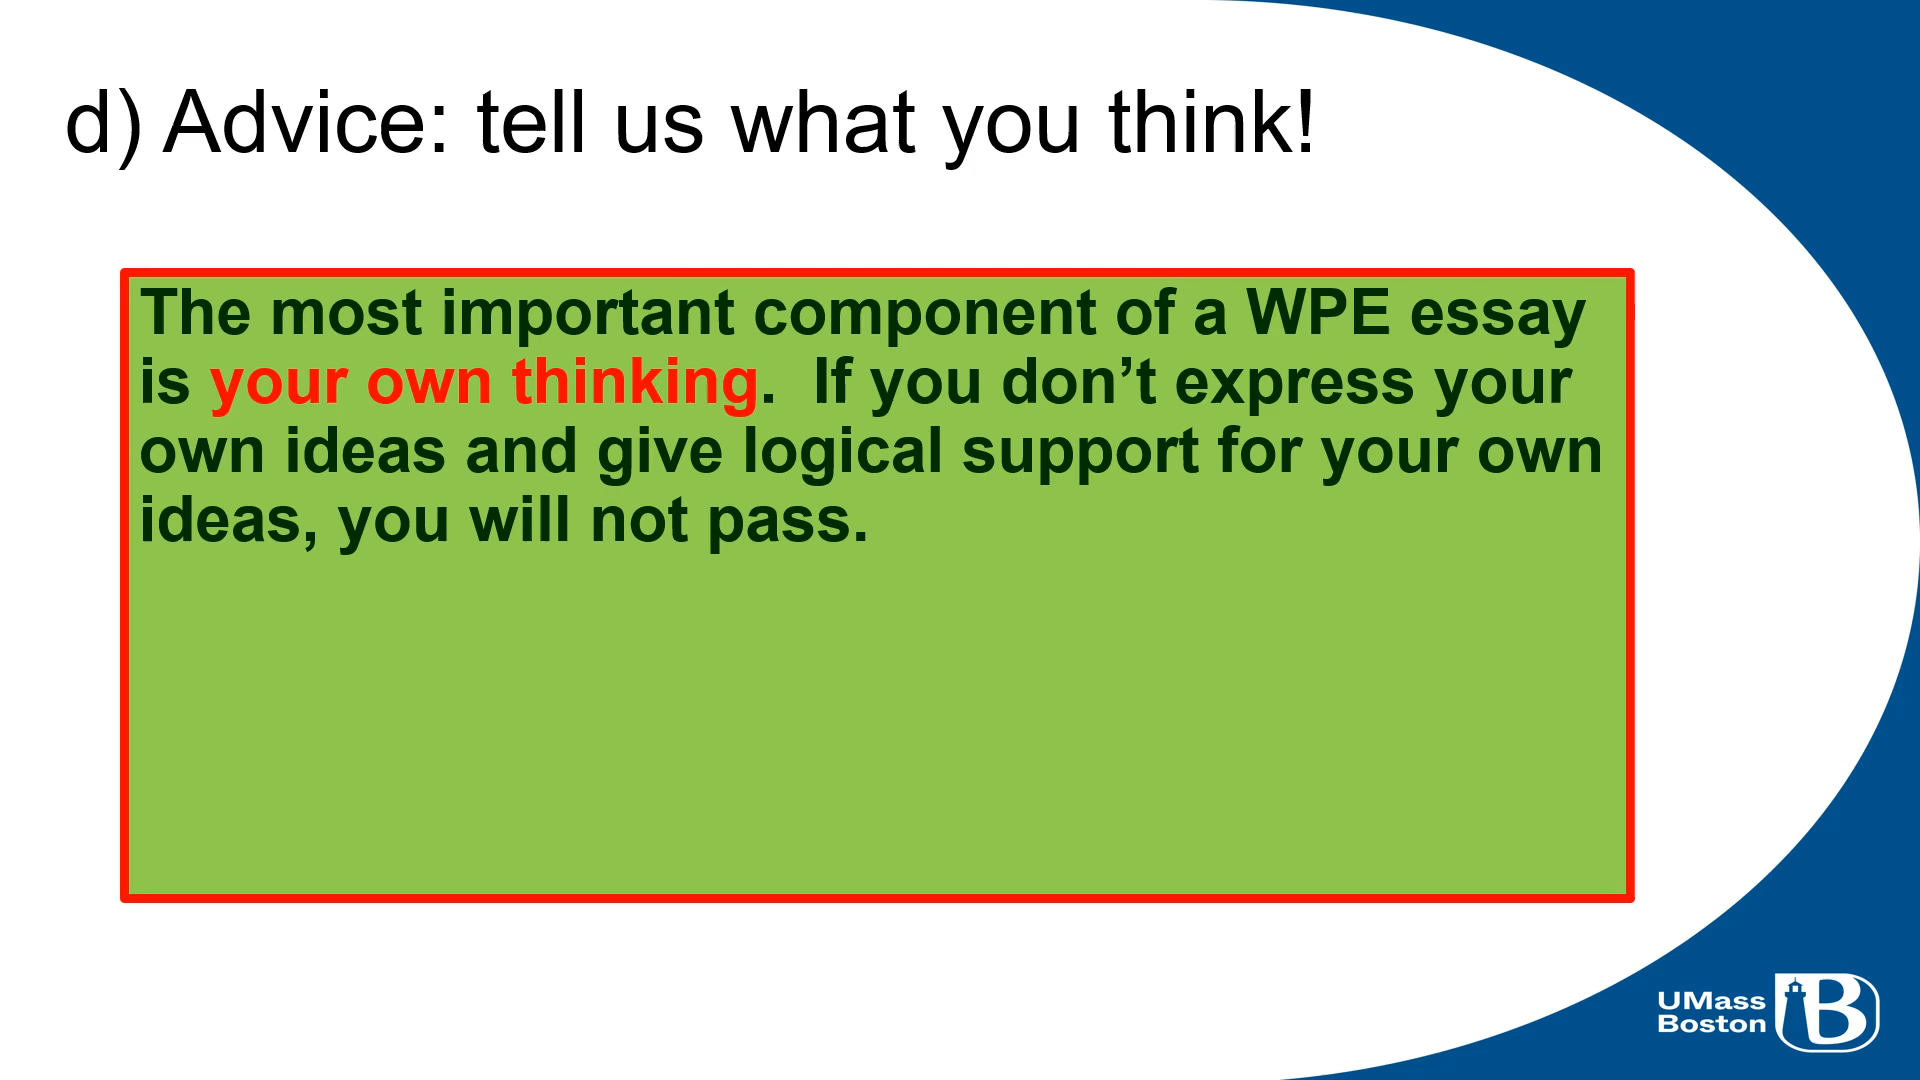 d) Advice: tell us what you think!
The most important component of a WPE essay
is your own thinking.  If you don’t express your
own ideas and give logical support for your own
ideas, you will not pass.
UMass
Boston
B